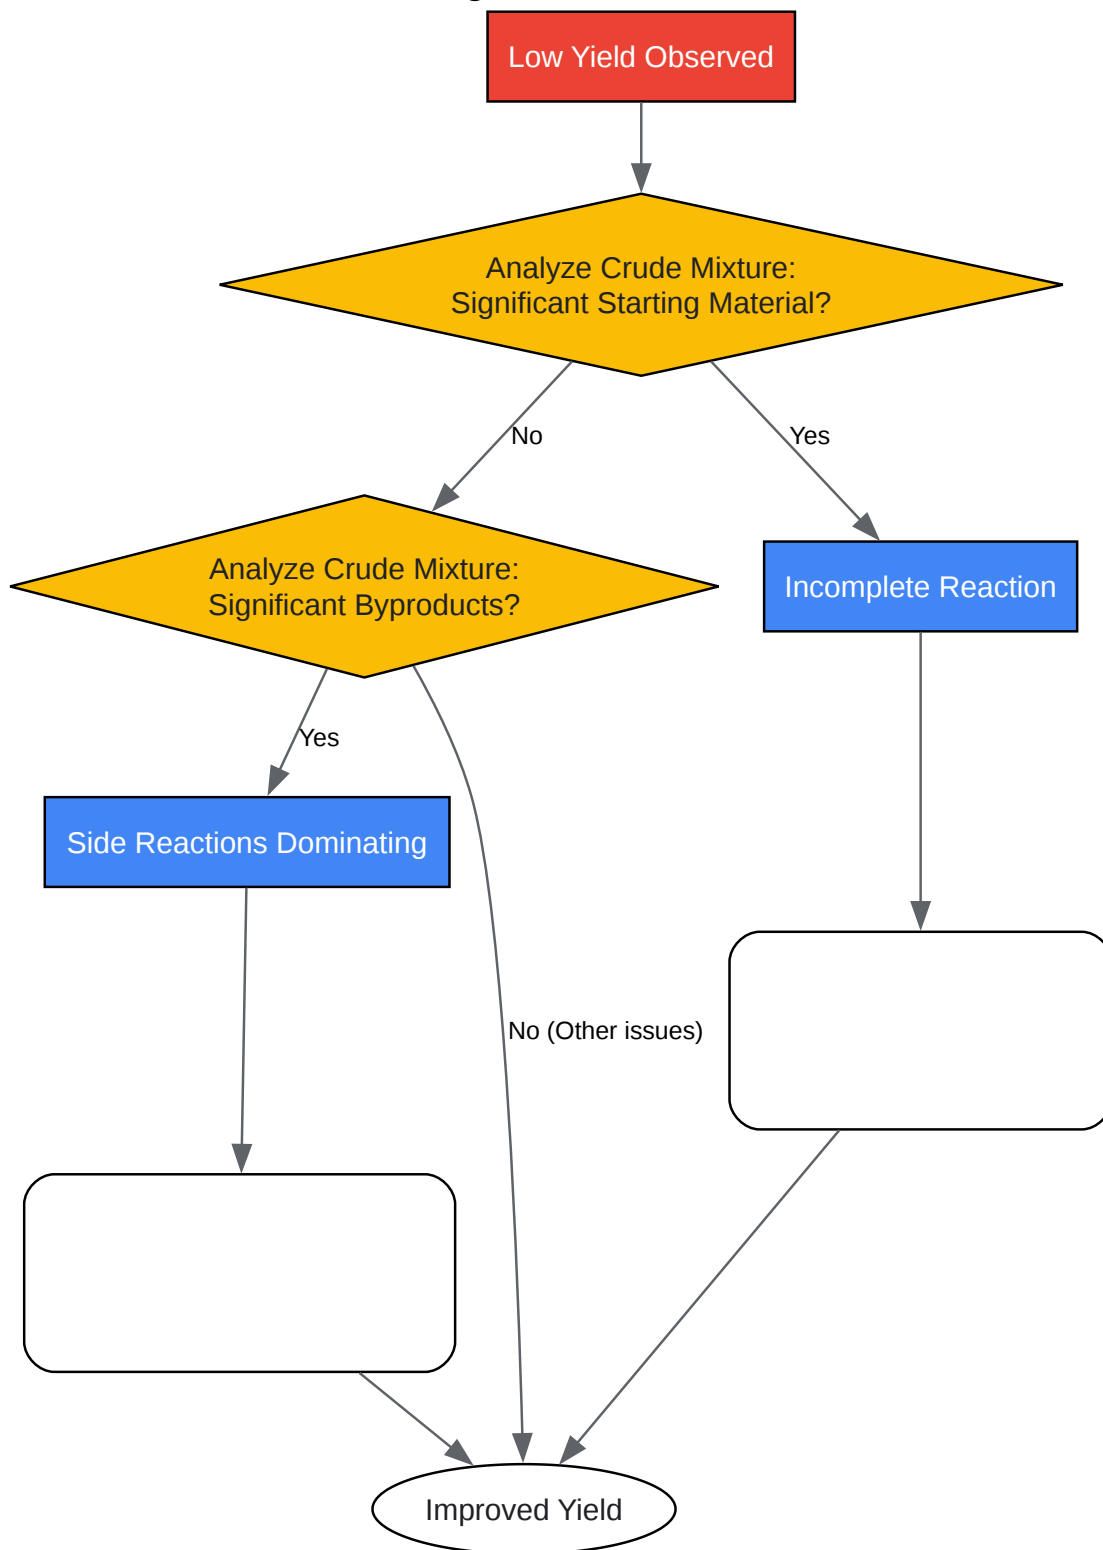 Low Yield Observed
Analyze Crude Mixture:
Significant Starting Material?
No
Yes
Analyze Crude Mixture:
Significant Byproducts?
Incomplete Reaction
Yes
Side Reactions Dominating
No (Other issues)
Improved Yield